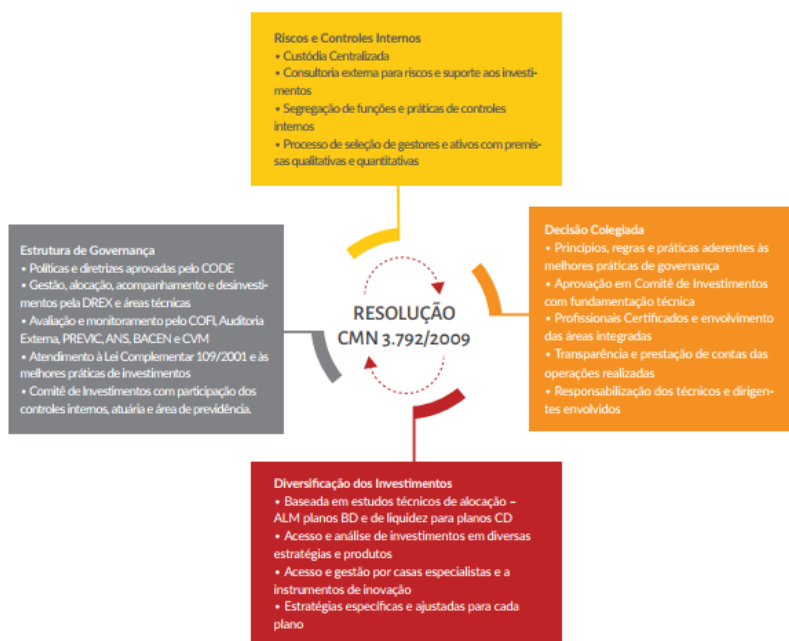 Riscos e Controles Internos
• Custódia Centralizada
• Consultoria externa para riscos e suporte aos investi-
mentos
• Segregação de funções e práticas de controles
internos
• Processo de seleção de gestores e ativos com premis-
sas qualitativas e quantitativas
Estrutura de Governança
• Políticas e diretrizes aprovadas pelo CODE
• Gestão, alocação, acompanhamento e desinvesti-
mentos pela DREX e áreas técnicas
• Avaliação e monitoramento pelo COFI, Auditoria
Externa, PREVIC, ANS, BACEN e CVM
• Atendimento à Lei Complementar 109/2001 e às
melhores práticas de investimentos
• Comitê de Investimentos com participação dos
controles internos, atuária e área de previdência.
RESOLUÇÃO
CMN 3.792/2009
Decisão Colegiada
• Princípios, regras e práticas aderentes às
melhores práticas de governança
• Aprovação em Comitê de Investimentos
com fundamentação técnica
• Profissionais Certificados e envolvimento
das áreas integradas
• Transparência e prestação de contas das
operações realizadas
• Responsabilização dos técnicos e dirigen-
tes envolvidos
Diversificação dos Investimentos
• Baseada em estudos técnicos de alocação –
ALM planos BD e de liquidez para planos CD
• Acesso e análise de investimentos em diversas
estratégias e produtos
• Acesso e gestão por casas especialistas e a
instrumentos de inovação
• Estratégias específicas e ajustadas para cada
plano